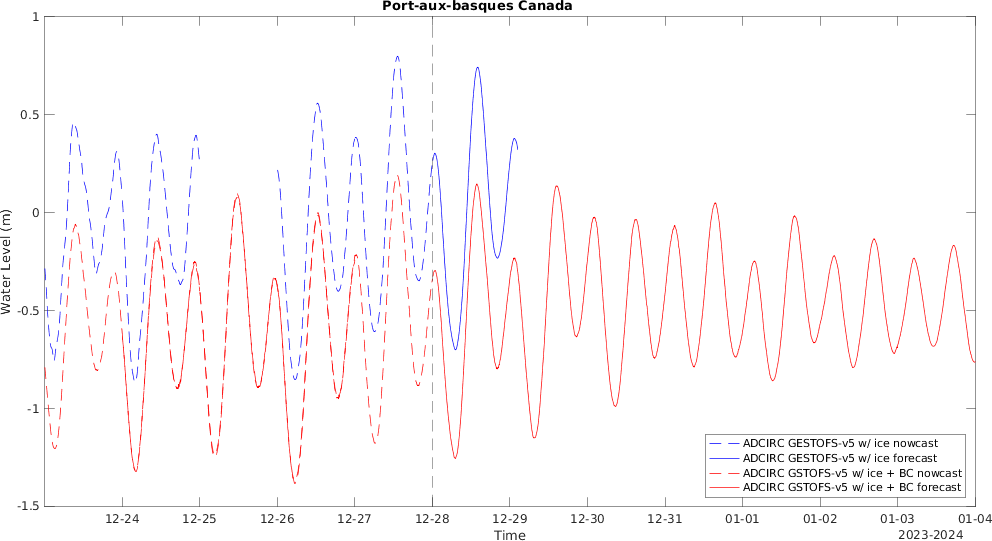 Port-aux-basques Canada
1
0.5
0
-0.5
-1
-1.5
Water Level (m)
ADCIRC GESTOFS-v5 w/ ice nowcast
ADCIRC GESTOFS-v5 w/ ice forecast
ADCIRC GSTOFS-v5 w/ ice + BC nowcast
ADCIRC GSTOFS-v5 w/ ice + BC forecast
12-24 12-25 12-26 12-27 12-28 12-29 12-30 12-31 01-01 01-02 01-03 01-04
Time
2023-2024